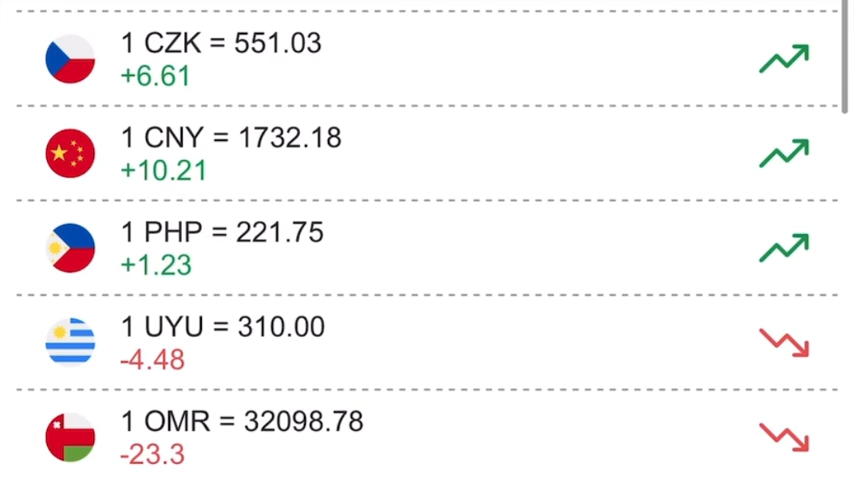 1 CZK = 551.03
+6.61
1 CNY = 1732.18
+10.21
1 PHP = 221.75
+1.23
1 UYU = 310.00
-4.48
1 OMR = 32098.78
-23.3